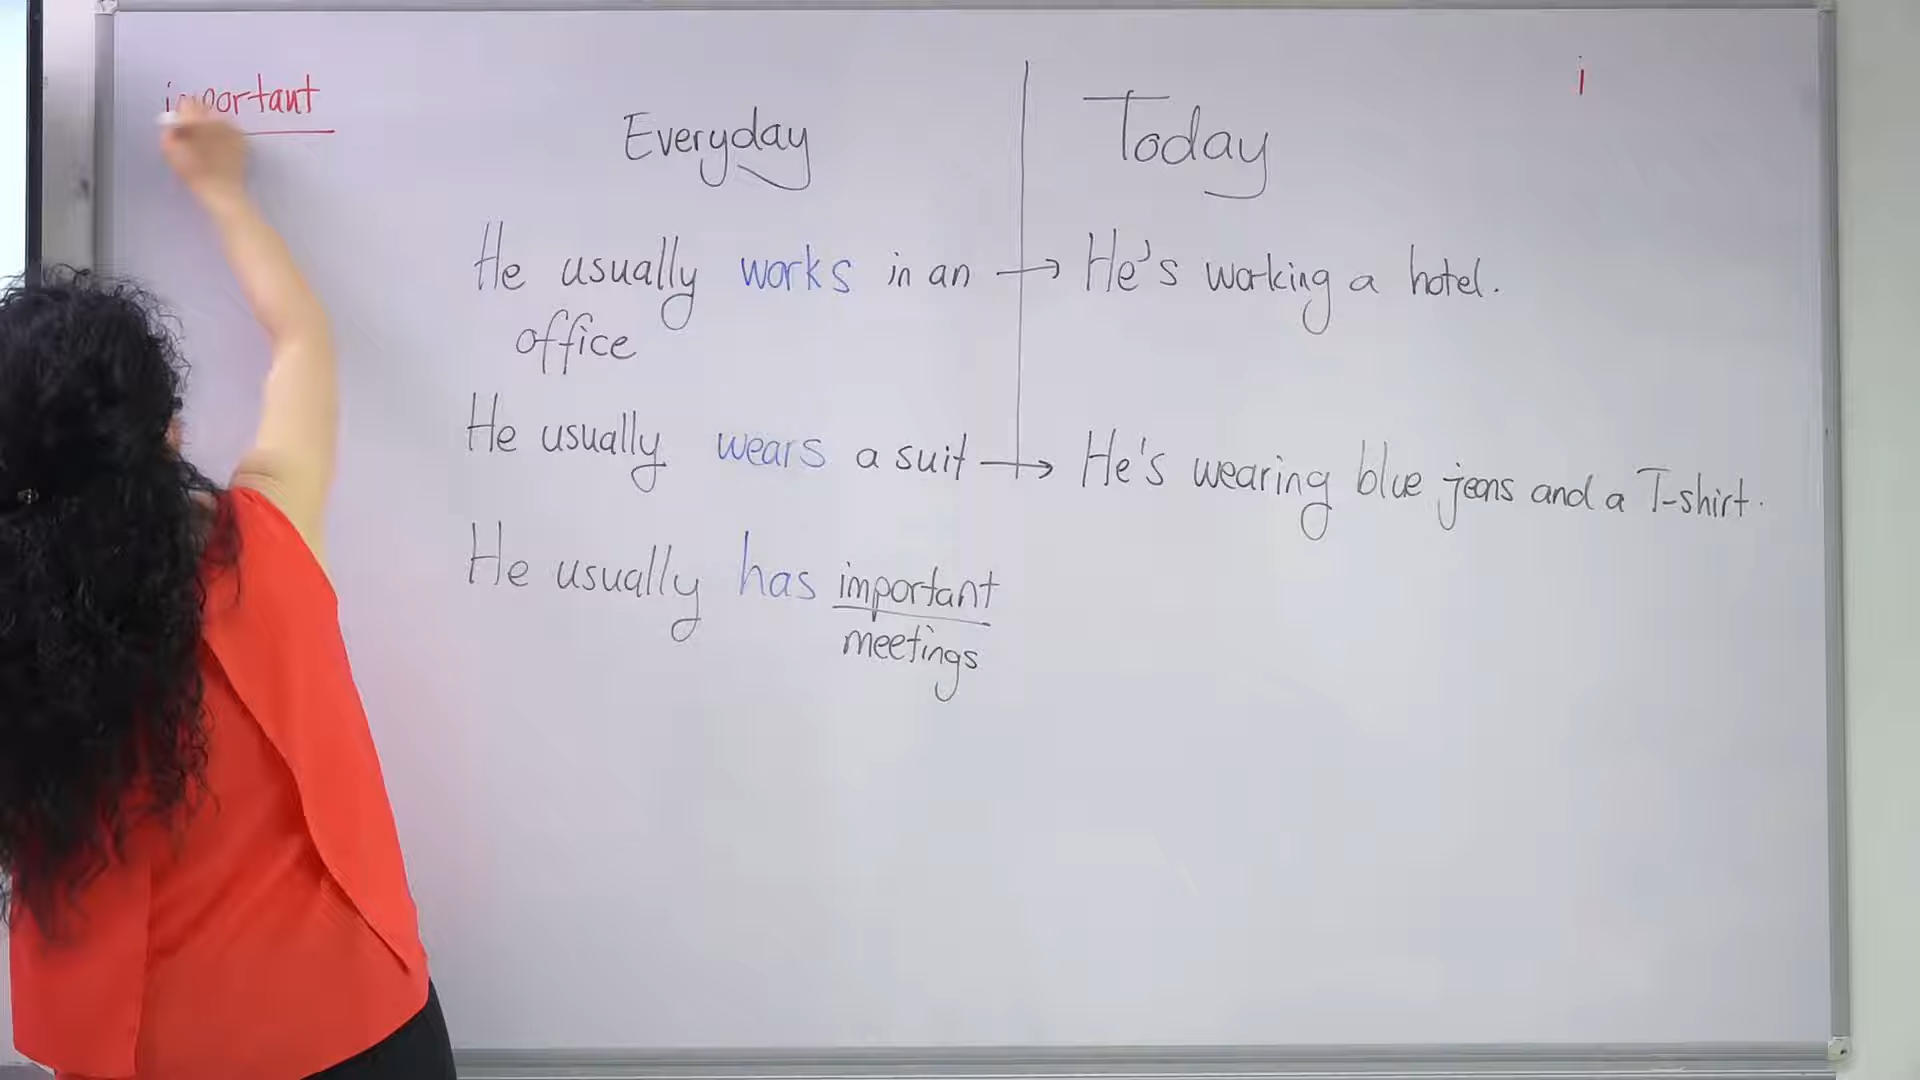 important
i
Everyday
Today
He usually works in an → He's working a hotel.
office
He usually wears a suit → He's wearing blue jeans and a T-shirt.
He usually has important
meetings